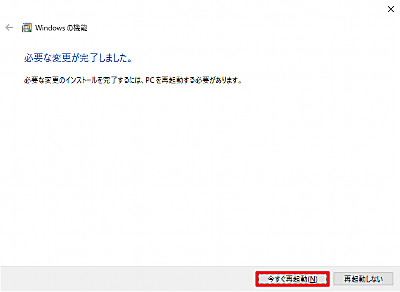 Windows の機能
必要な変更が完了しました。
必要な変更のインストールを完了するには、PC を再起動する必要があります。
今すぐ再起動(N)
再起動しない